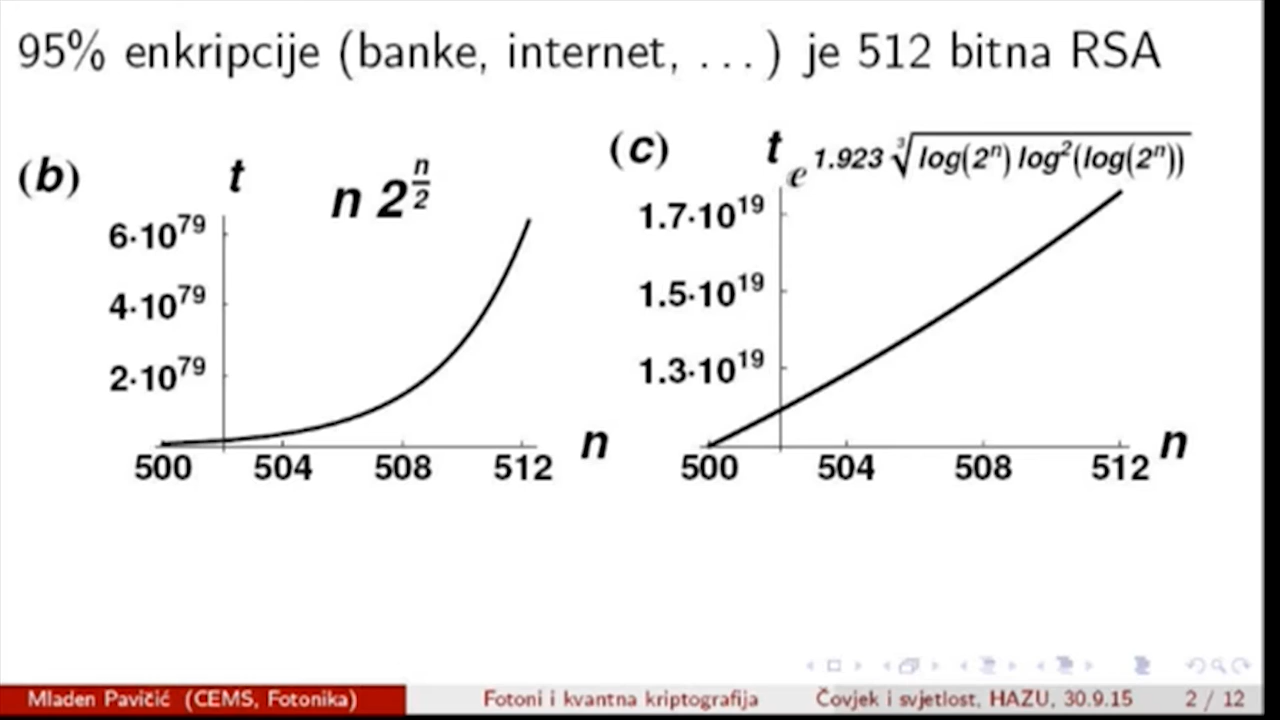 95% enkripcije (banke, internet, ...) je 512 bitna RSA
(b) t n 2^{n/2}
6·10^79
4·10^79
2·10^79
500 504 508 512 n
(c) t e^{1.923 ∛(log(2^n) log^2(log(2^n)))}
1.7·10^19
1.5·10^19
1.3·10^19
500 504 508 512 n
Mladen Pavičić (CEMS, Fotonika) Fotoni i kvantna kriptografija Čovjek i svjetlost, HAZU, 30.9.15 2 / 12